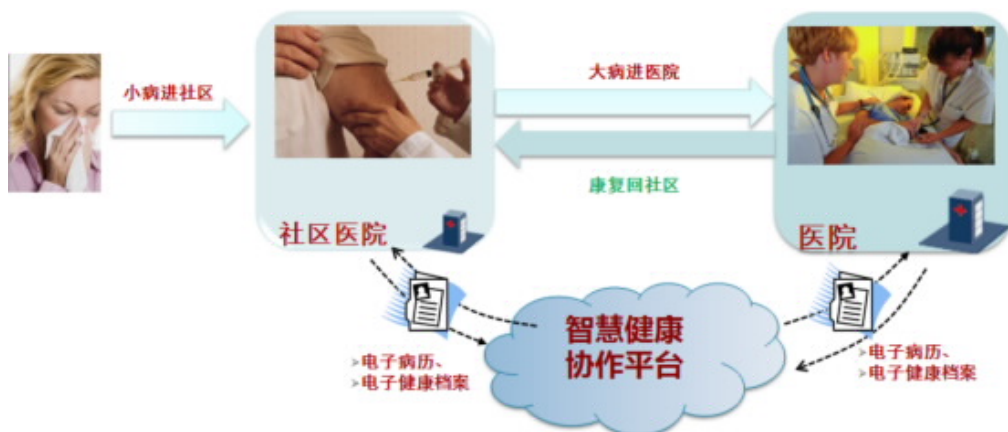 小病进社区
大病进医院
康复回社区
社区医院
医院
智慧健康
协作平台
电子病历、
电子健康档案
电子病历、
电子健康档案